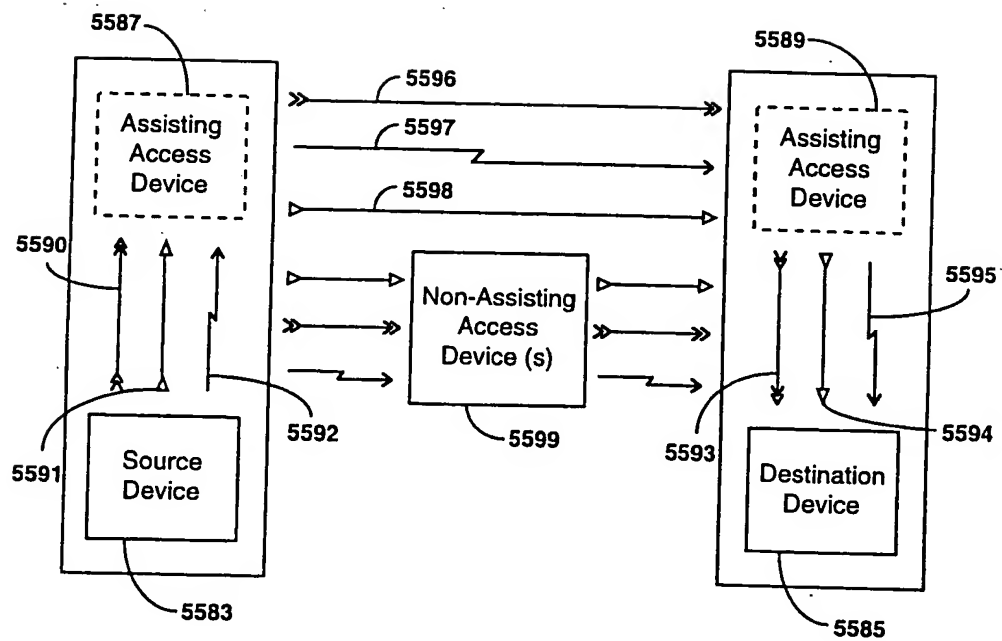 5587
5589
5596
Assisting
Access
Device
5597
Assisting
Access
Device
5598
5590
5595
Non-Assisting
Access
Device (s)
5591
5592
5599
5593
5594
Source
Device
Destination
Device
5583
5585